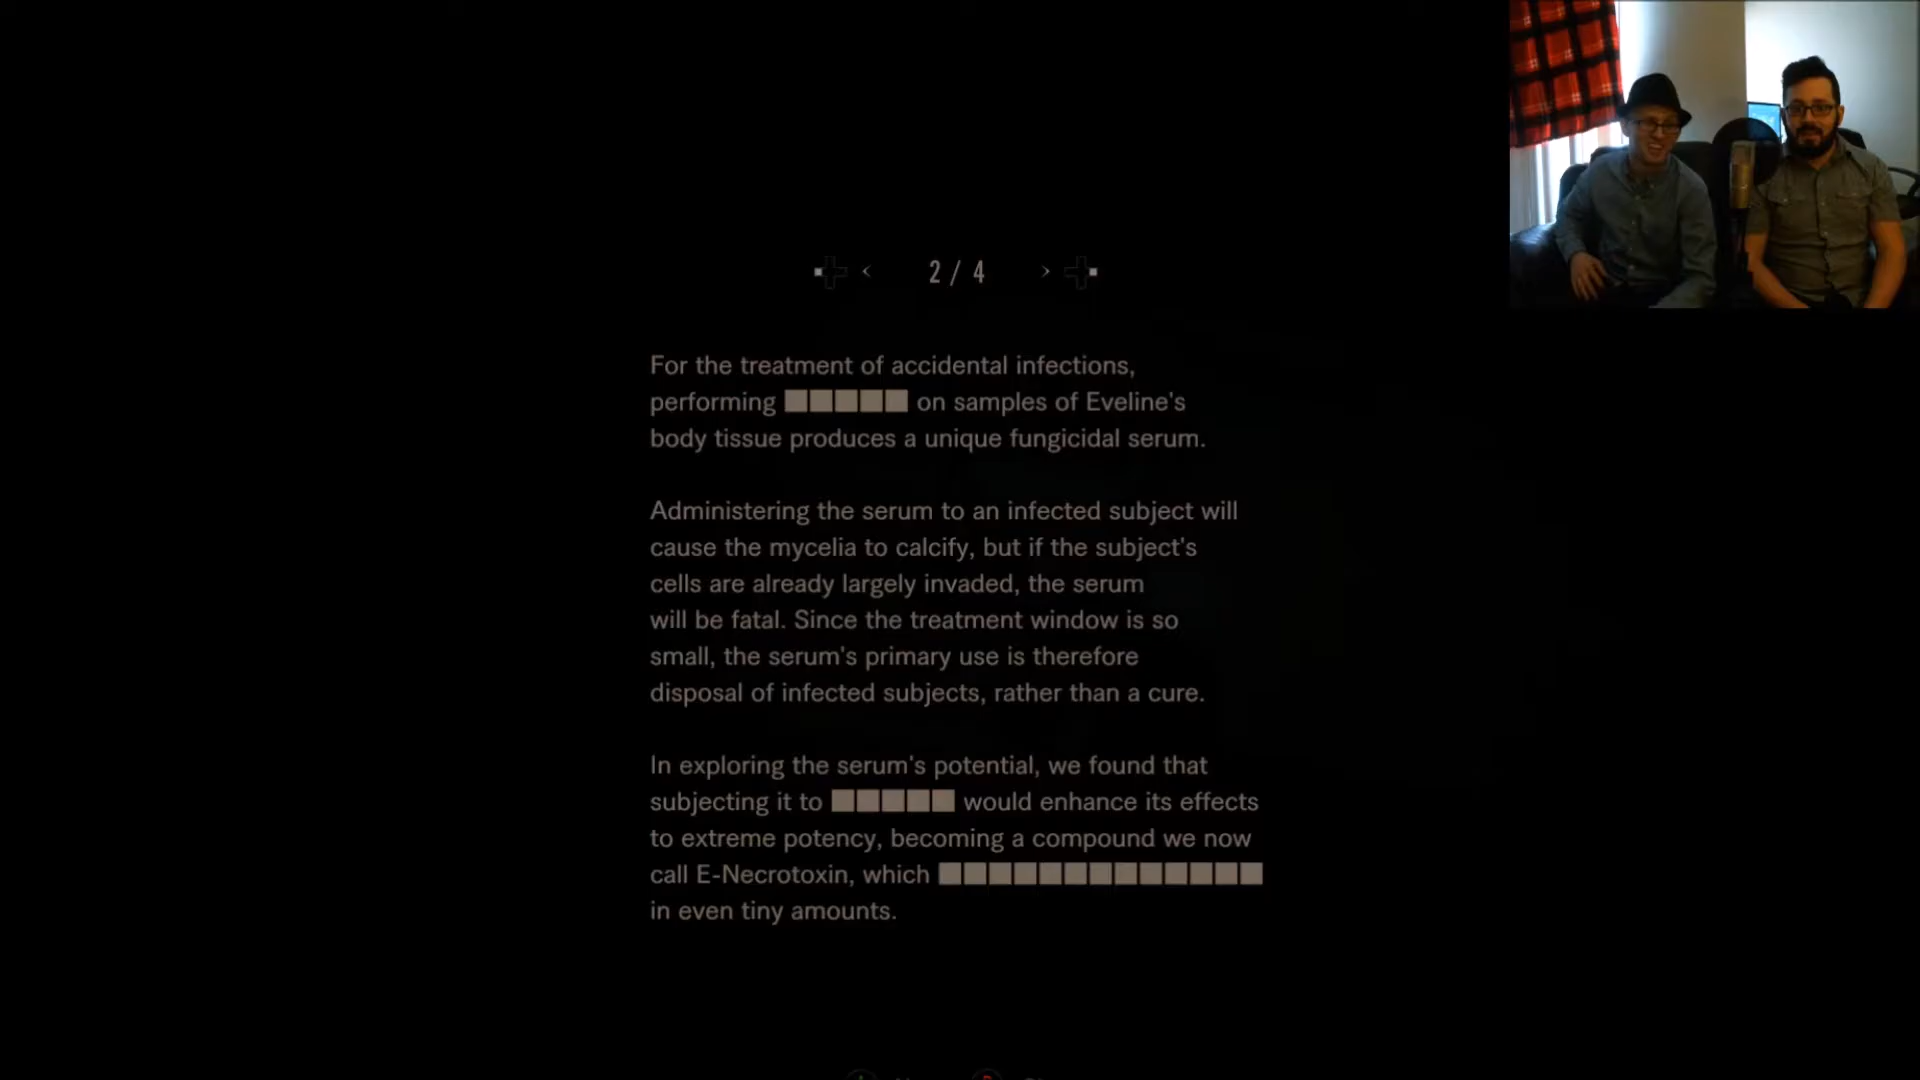 2 / 4
For the treatment of accidental infections,
performing ■■■■■ on samples of Eveline's
body tissue produces a unique fungicidal serum.
Administering the serum to an infected subject will
cause the mycelia to calcify, but if the subject's
cells are already largely invaded, the serum
will be fatal. Since the treatment window is so
small, the serum's primary use is therefore
disposal of infected subjects, rather than a cure.
In exploring the serum's potential, we found that
subjecting it to ■■■■■ would enhance its effects
to extreme potency, becoming a compound we now
call E-Necrotoxin, which ■■■■■■■■■■■■■
in even tiny amounts.